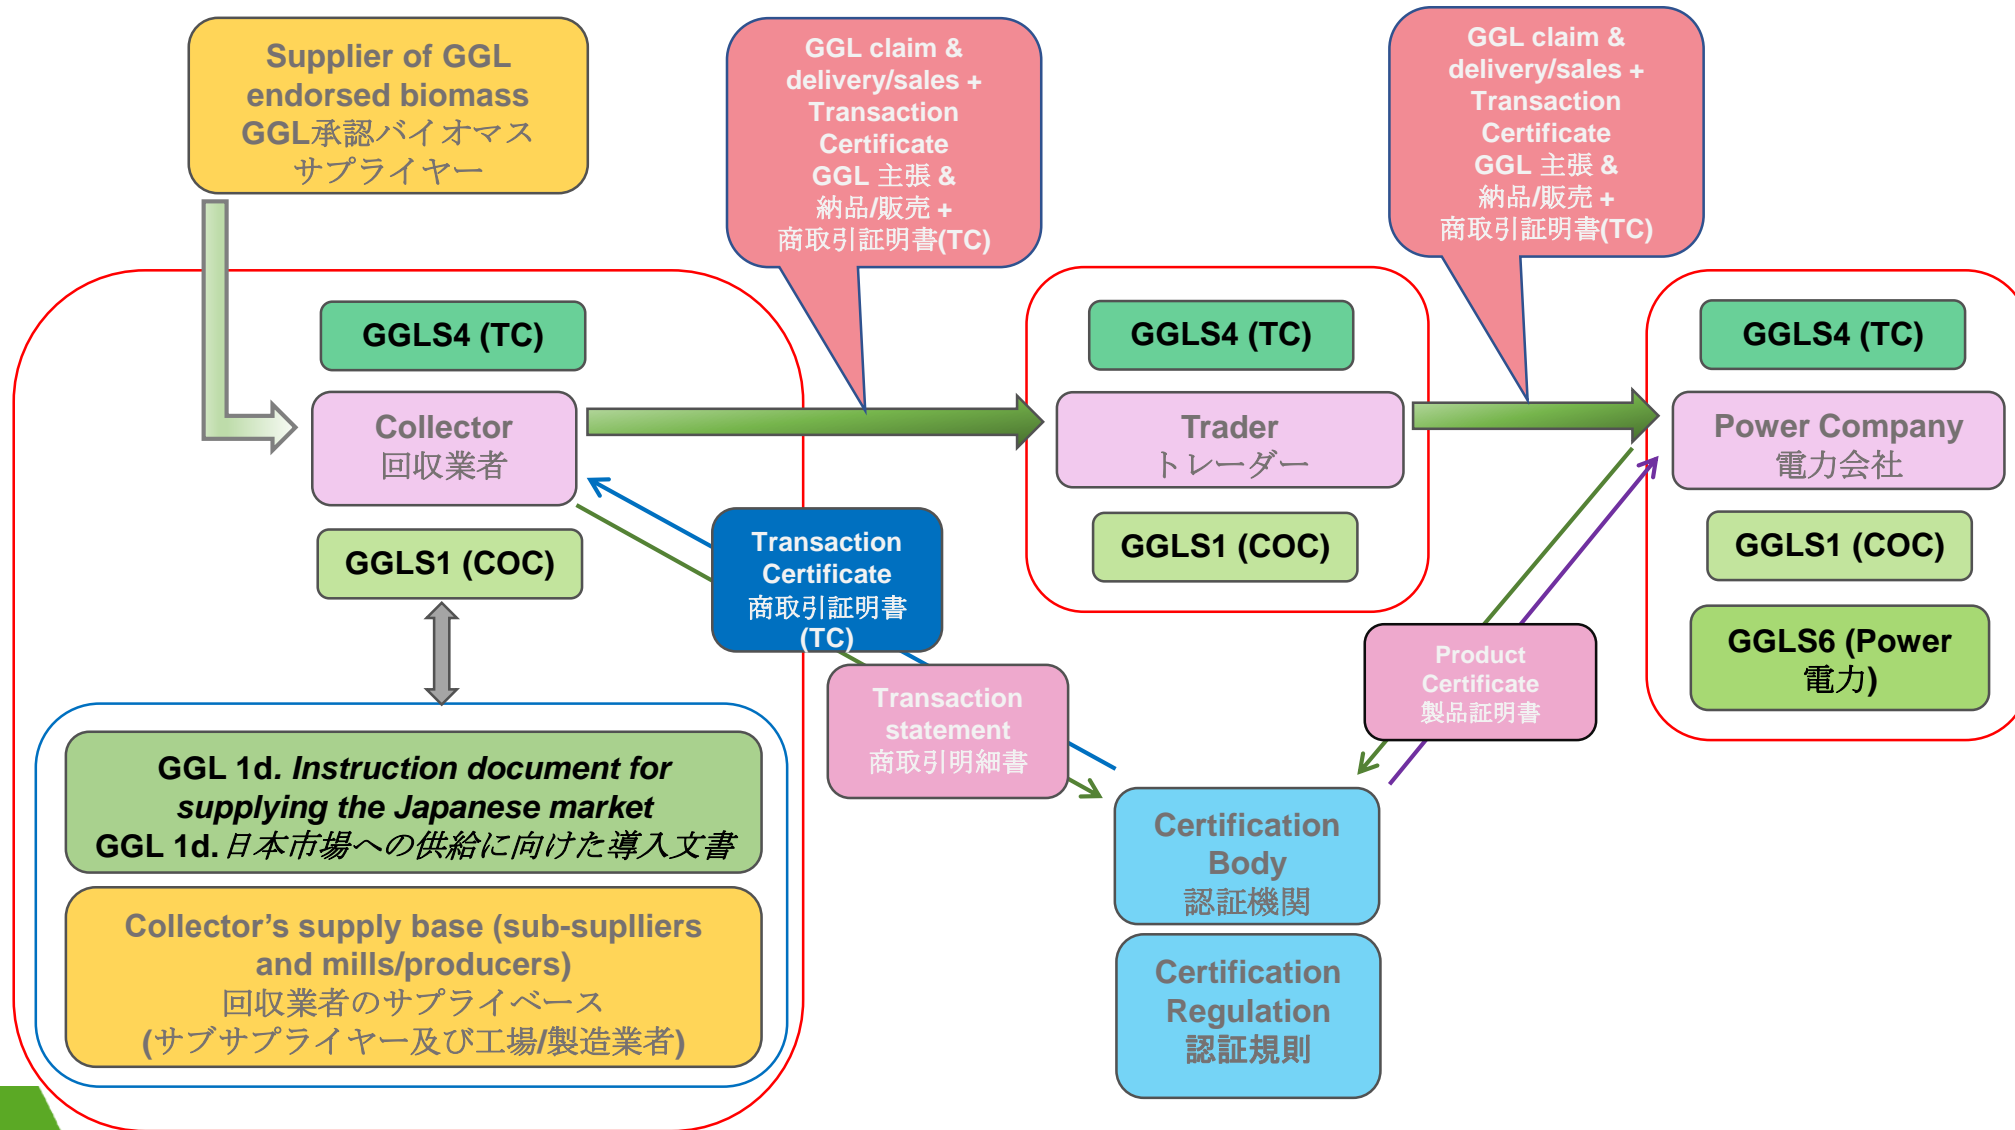 Supplier of GGL
endorsed biomass
GGL承認バイオマス
サプライヤー
GGL claim &
delivery/sales +
Transaction
Certificate
GGL 主張 &
納品/販売 +
商取引証明書(TC)
GGL claim &
delivery/sales +
Transaction
Certificate
GGL 主張 &
納品/販売 +
商取引証明書(TC)
GGLS4 (TC)
Collector
回収業者
GGLS1 (COC)
GGLS4 (TC)
Trader
トレーダー
GGLS1 (COC)
GGLS4 (TC)
Power Company
電力会社
GGLS1 (COC)
GGLS6 (Power
電力)
Transaction
Certificate
商取引証明書
(TC)
Transaction
statement
商取引明細書
Product
Certificate
製品証明書
GGL 1d. Instruction document for
supplying the Japanese market
GGL 1d.日本市場への供給に向けた導入文書
Collector’s supply base (sub-suplliers
and mills/producers)
回収業者のサプライベース
(サブサプライヤー及び工場/製造業者)
Certification
Body
認証機関
Certification
Regulation
認証規則